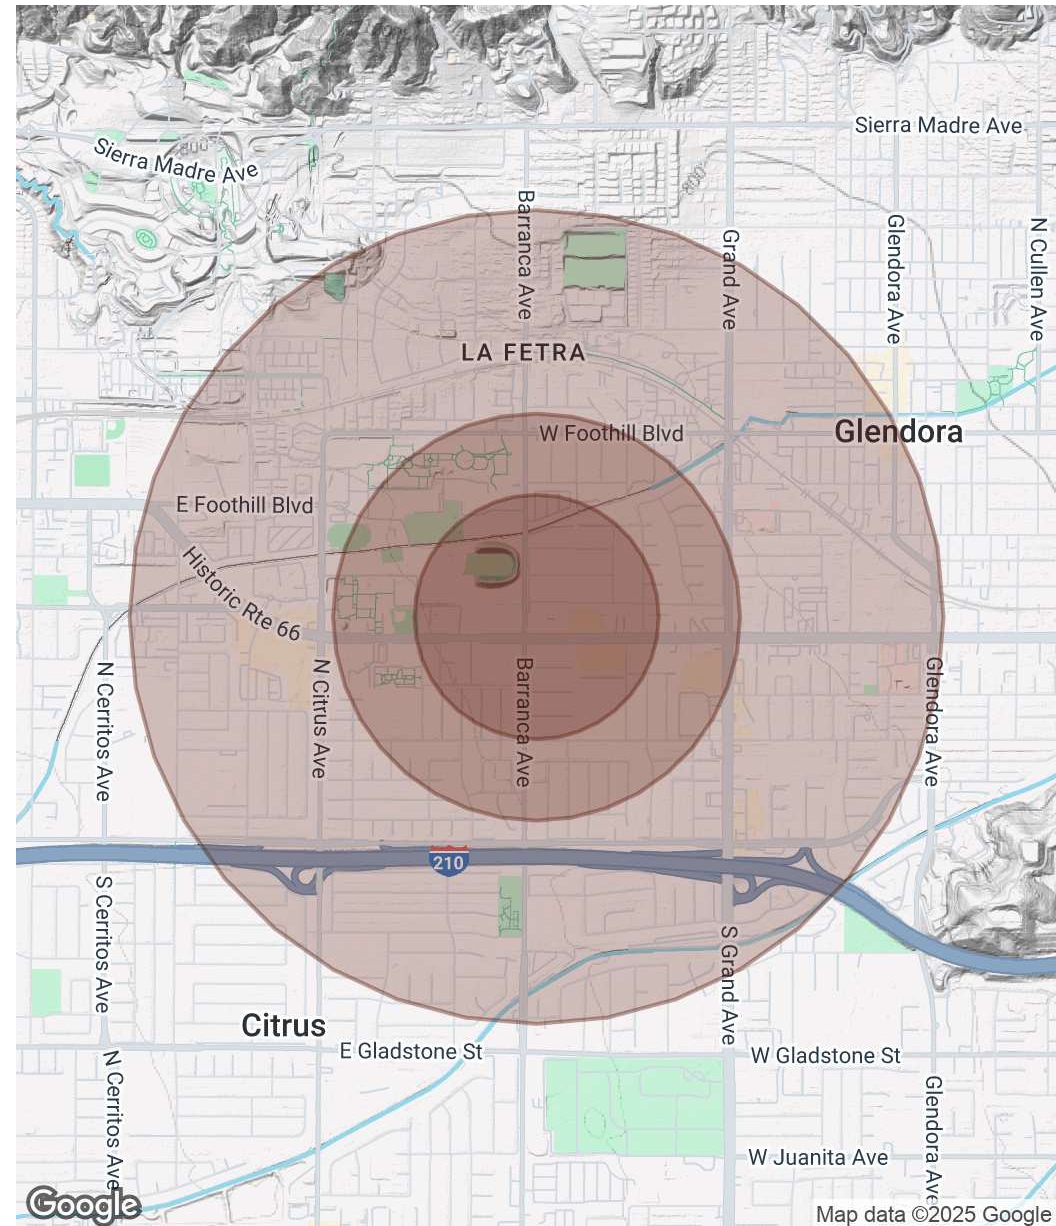 Sierra Madre Ave
Sierra Madre Ave
800
Barranca Ave
Grand Ave
Glendora Ave
N Cullen Ave
LA FETRA
W Foothill Blvd
Glendora
E Foothill Blvd
Historic Rte 66
N Cerritos Ave
N Citrus Ave
Barranca Ave
Glendora Ave
210
S Cerritos Ave
S Grand Ave
Citrus
E Gladstone St
W Gladstone St
N Cerritos Ave
Glendora Ave
W Juanita Ave
Google
Map data ©2025 Google